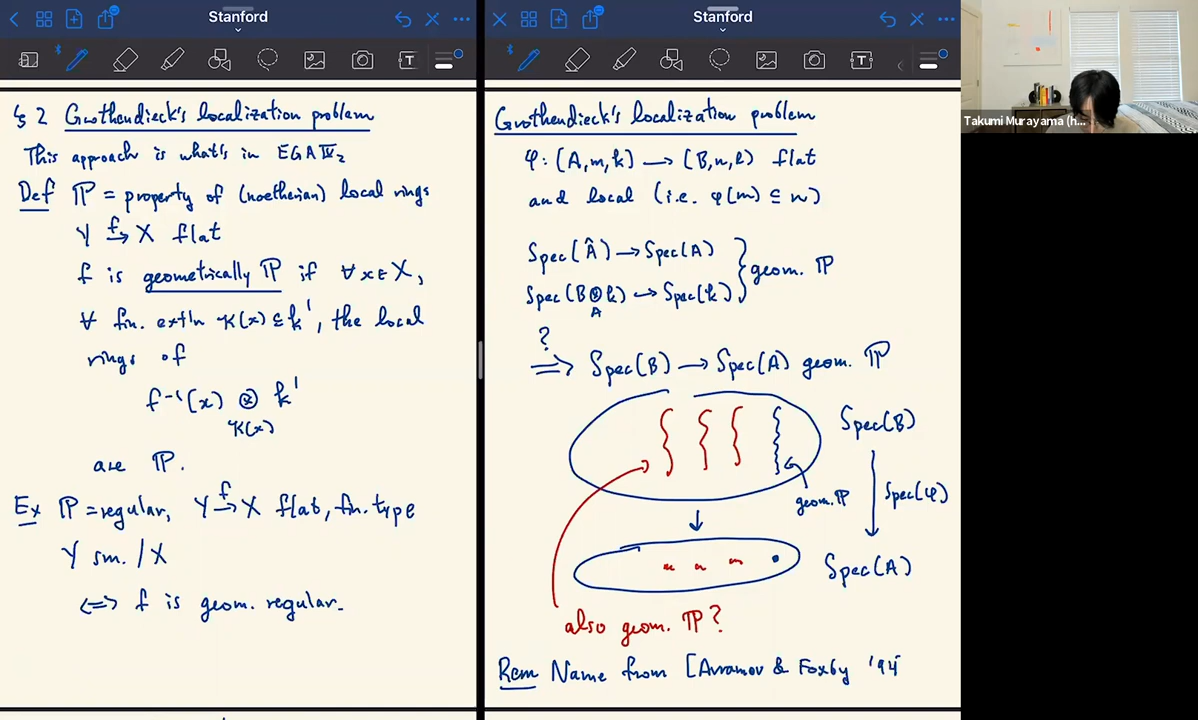 Stanford
§2 Grothendieck's localization problem
This approach is what's in EGA IV₂
Def ℙ = property of (noetherian) local rings
Y →f X flat
f is geometrically ℙ if ∀ x ∈ X,
∀ fin. ext'n κ(x) ⊆ k', the local
rings of
f⁻¹(x) ⊗ k'
κ(x)
are ℙ.
Ex ℙ = regular, Y →f X flat, fin. type
Y sm. / X
⟺ f is geom. regular.
Stanford
Grothendieck's localization problem
φ: (A, m, k) → (B, n, l) flat
and local (i.e. φ(m) ⊆ n)
Spec(Â) → Spec(A)
Spec(B ⊗ k) → Spec(k)
A
} geom. ℙ
?
⟹ Spec(B) → Spec(A) geom. ℙ
Spec(B)
geom. ℙ
Spec(φ)
Spec(A)
also geom. ℙ?
Rem Name from [Avramov & Foxby '94]
Takumi Murayama (h...